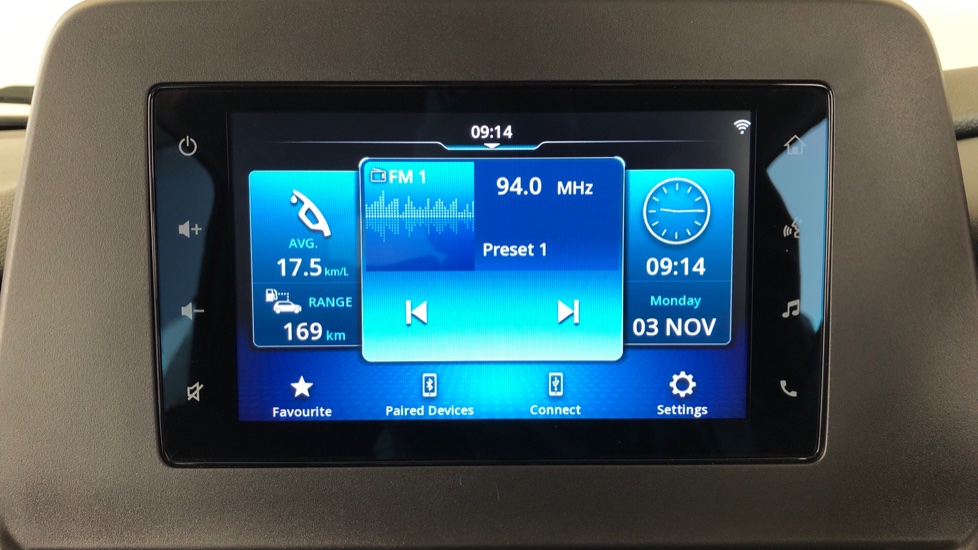 09:14
FM 1
94.0 MHz
Preset 1
AVG.
17.5 km/L
RANGE
169 km
09:14
Monday
03 NOV
Favourite
Paired Devices
Connect
Settings